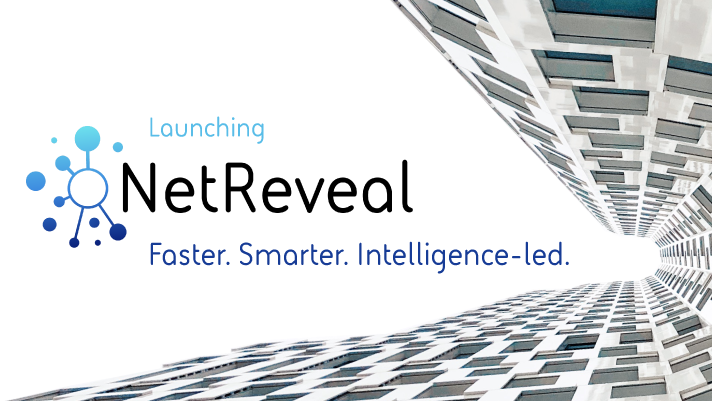 Launching
NetReveal
Faster. Smarter. Intelligence-led.